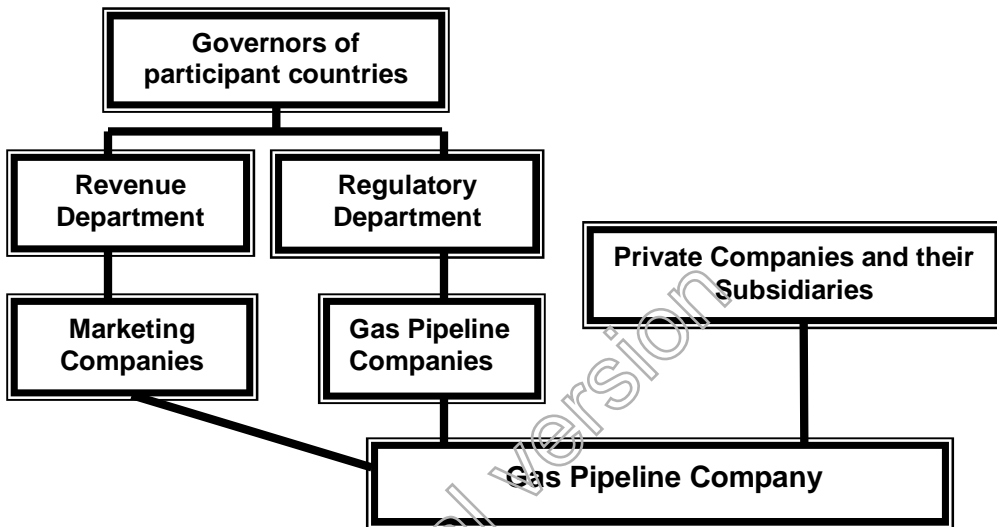 Governors of
participant countries
Revenue
Department
Regulatory
Department
Private Companies and their
Subsidiaries
Marketing
Companies
Gas Pipeline
Companies
Gas Pipeline Company
version